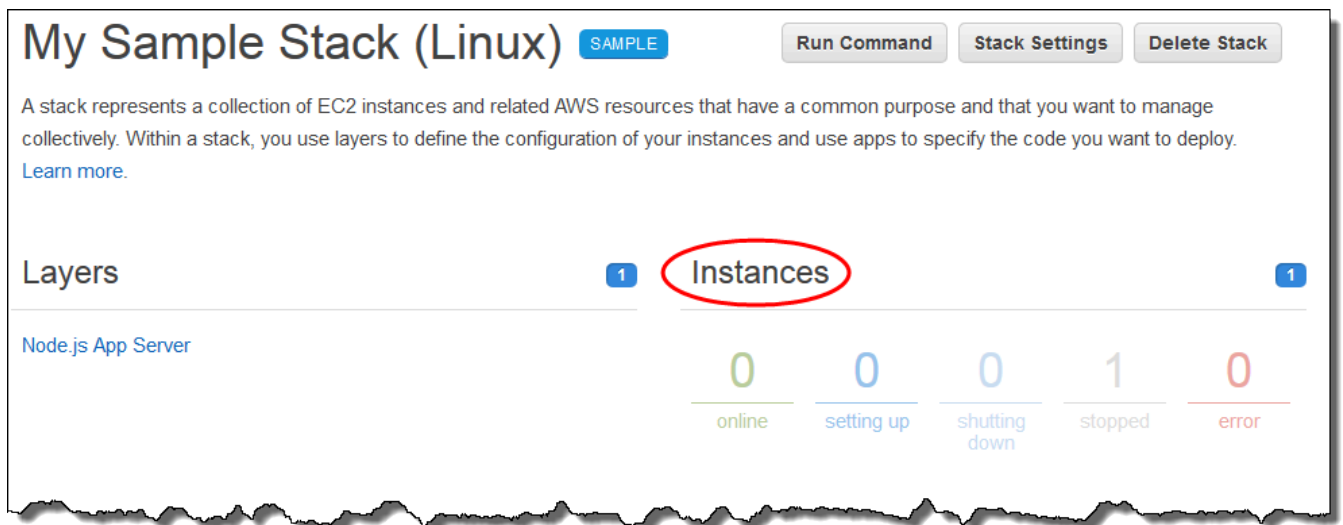 My Sample Stack (Linux) SAMPLE
Run Command Stack Settings Delete Stack
A stack represents a collection of EC2 instances and related AWS resources that have a common purpose and that you want to manage
collectively. Within a stack, you use layers to define the configuration of your instances and use apps to specify the code you want to deploy.
Learn more.
Layers 1
Node.js App Server
Instances 1
0 0 0 1 0
online setting up shutting down stopped error